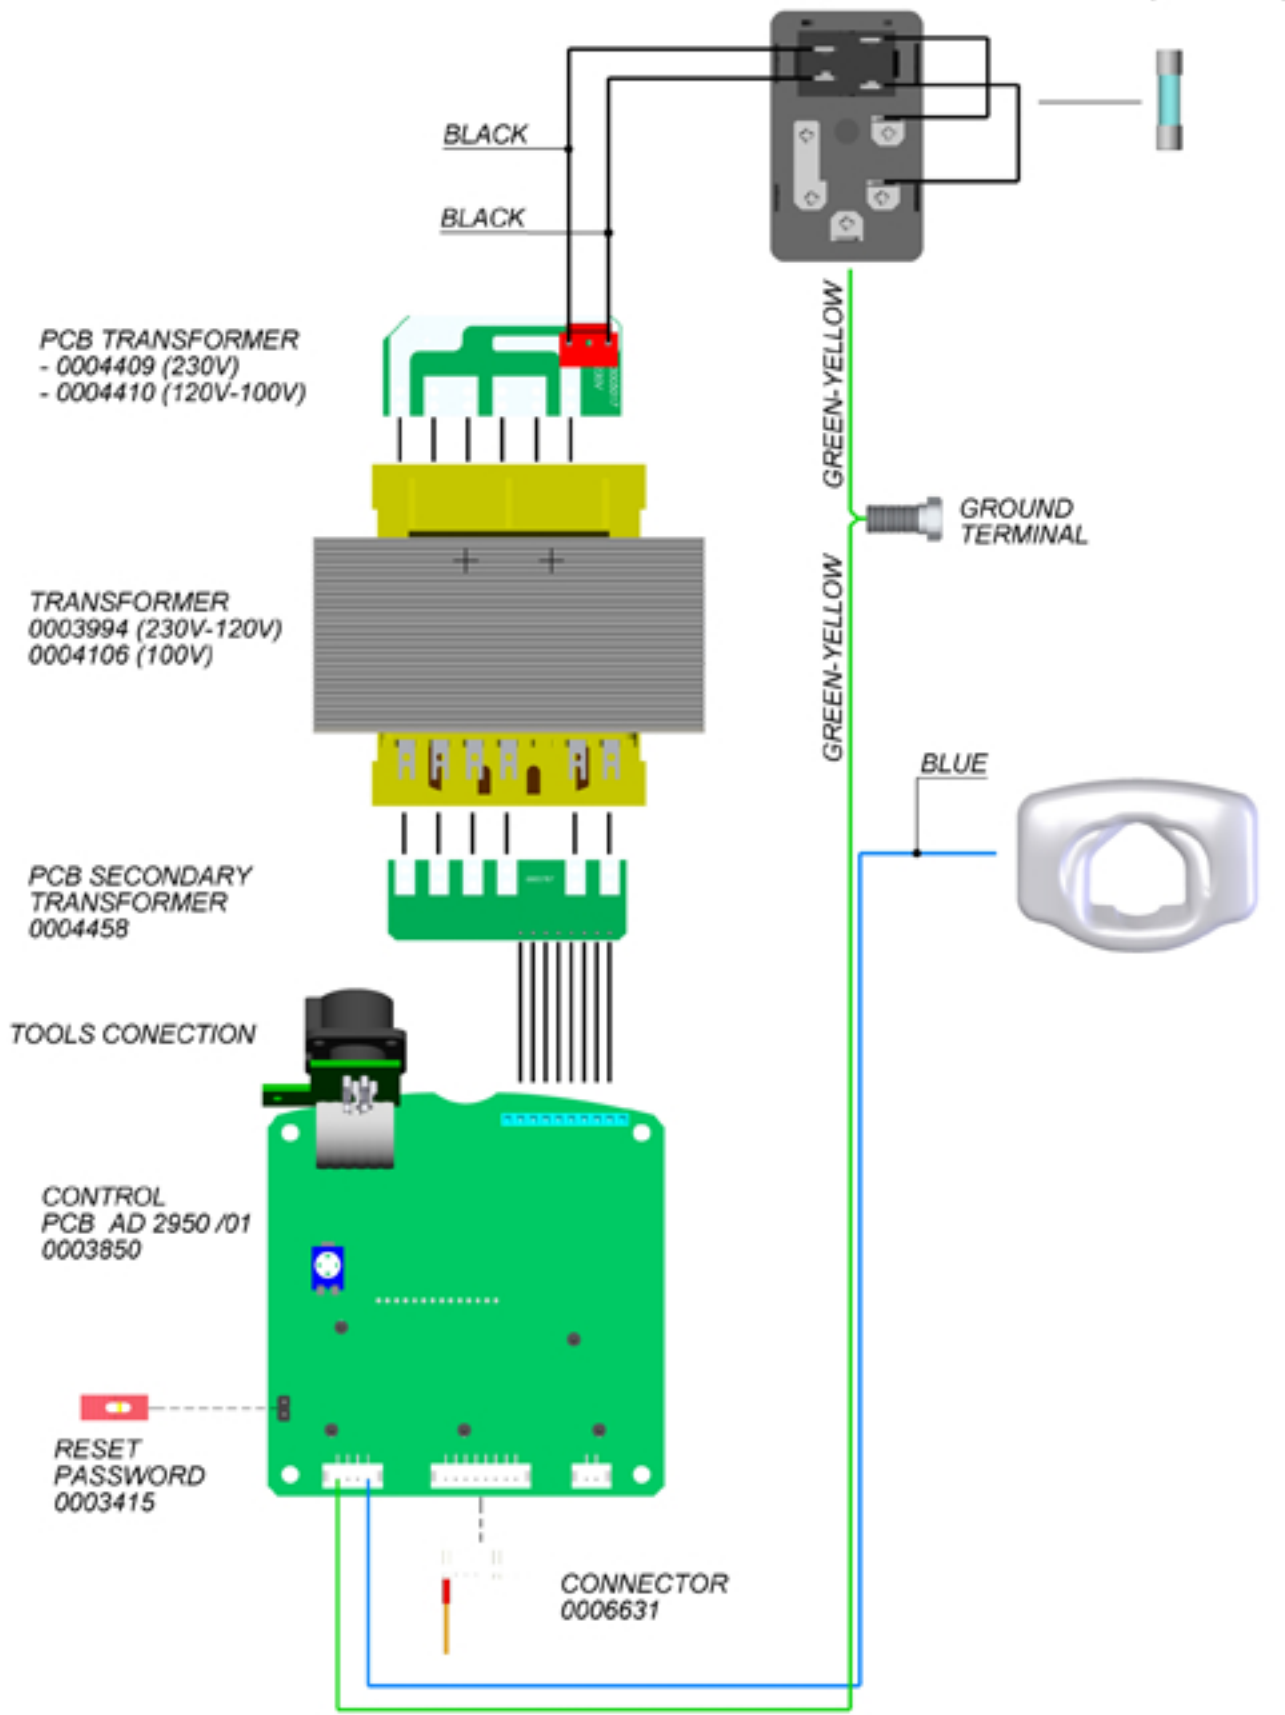 BLACK
BLACK
PCB TRANSFORMER
- 0004409 (230V)
- 0004410 (120V-100V)
GREEN-YELLOW
GROUND
TERMINAL
TRANSFORMER
0003994 (230V-120V)
0004106 (100V)
GREEN-YELLOW
BLUE
PCB SECONDARY
TRANSFORMER
0004458
TOOLS CONECTION
CONTROL
PCB AD 2950 /01
0003850
RESET
PASSWORD
0003415
CONNECTOR
0006631